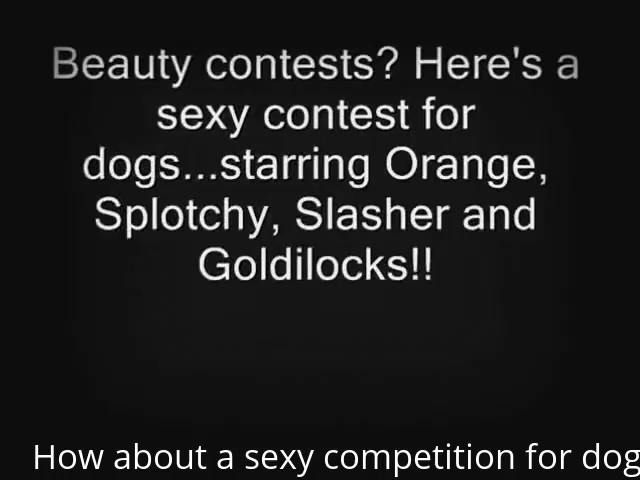 Beauty contests? Here's a
sexy contest for
dogs...starring Orange,
Splotchy, Slasher and
Goldilocks!!
How about a sexy competition for dog